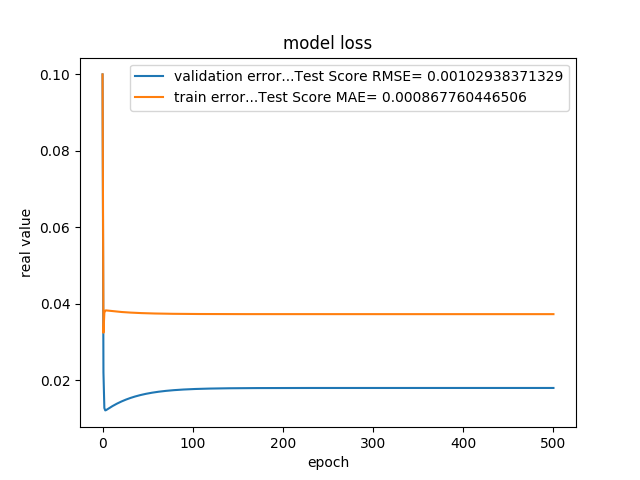 model loss
validation error...Test Score RMSE= 0.00102938371329
train error...Test Score MAE= 0.000867760446506
real value
0.10
0.08
0.06
0.04
0.02
0
100
200
300
400
500
epoch